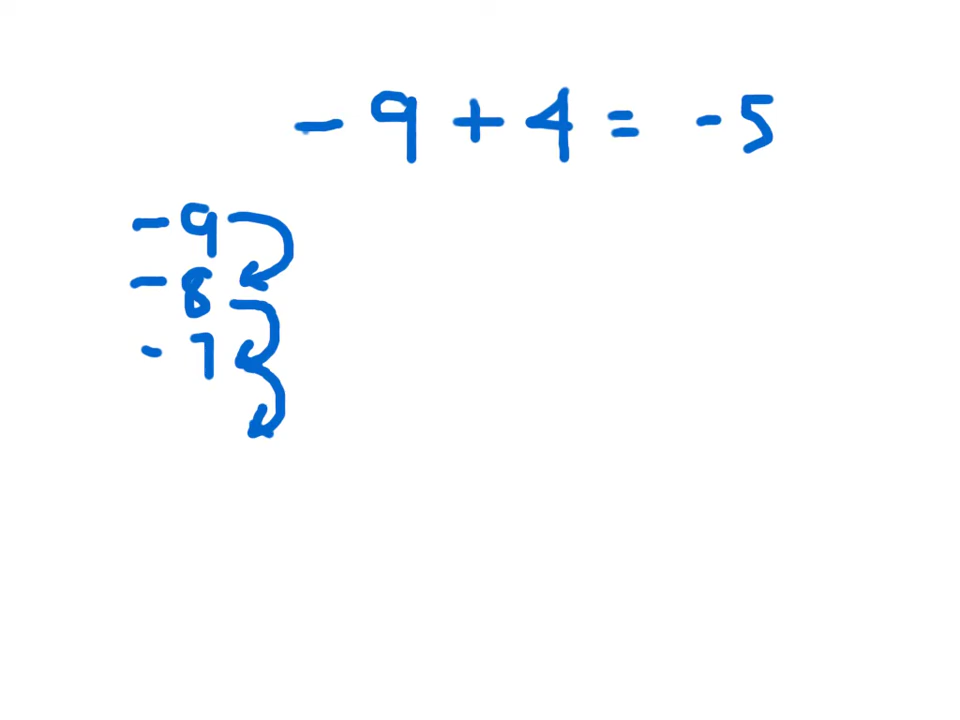 - 9 + 4 = - 5
- 9
- 8
- 7